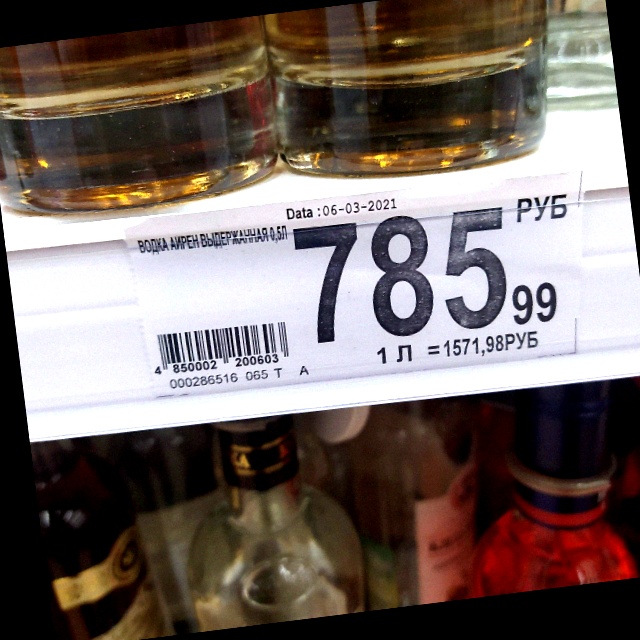 Data : 06-03-2021
ВОДКА АИРЕН ВЫДЕРЖАННАЯ 0,5Л
785 99 РУБ
1 Л = 1571,98РУБ
4 850002 200603
000286516 065 Т А